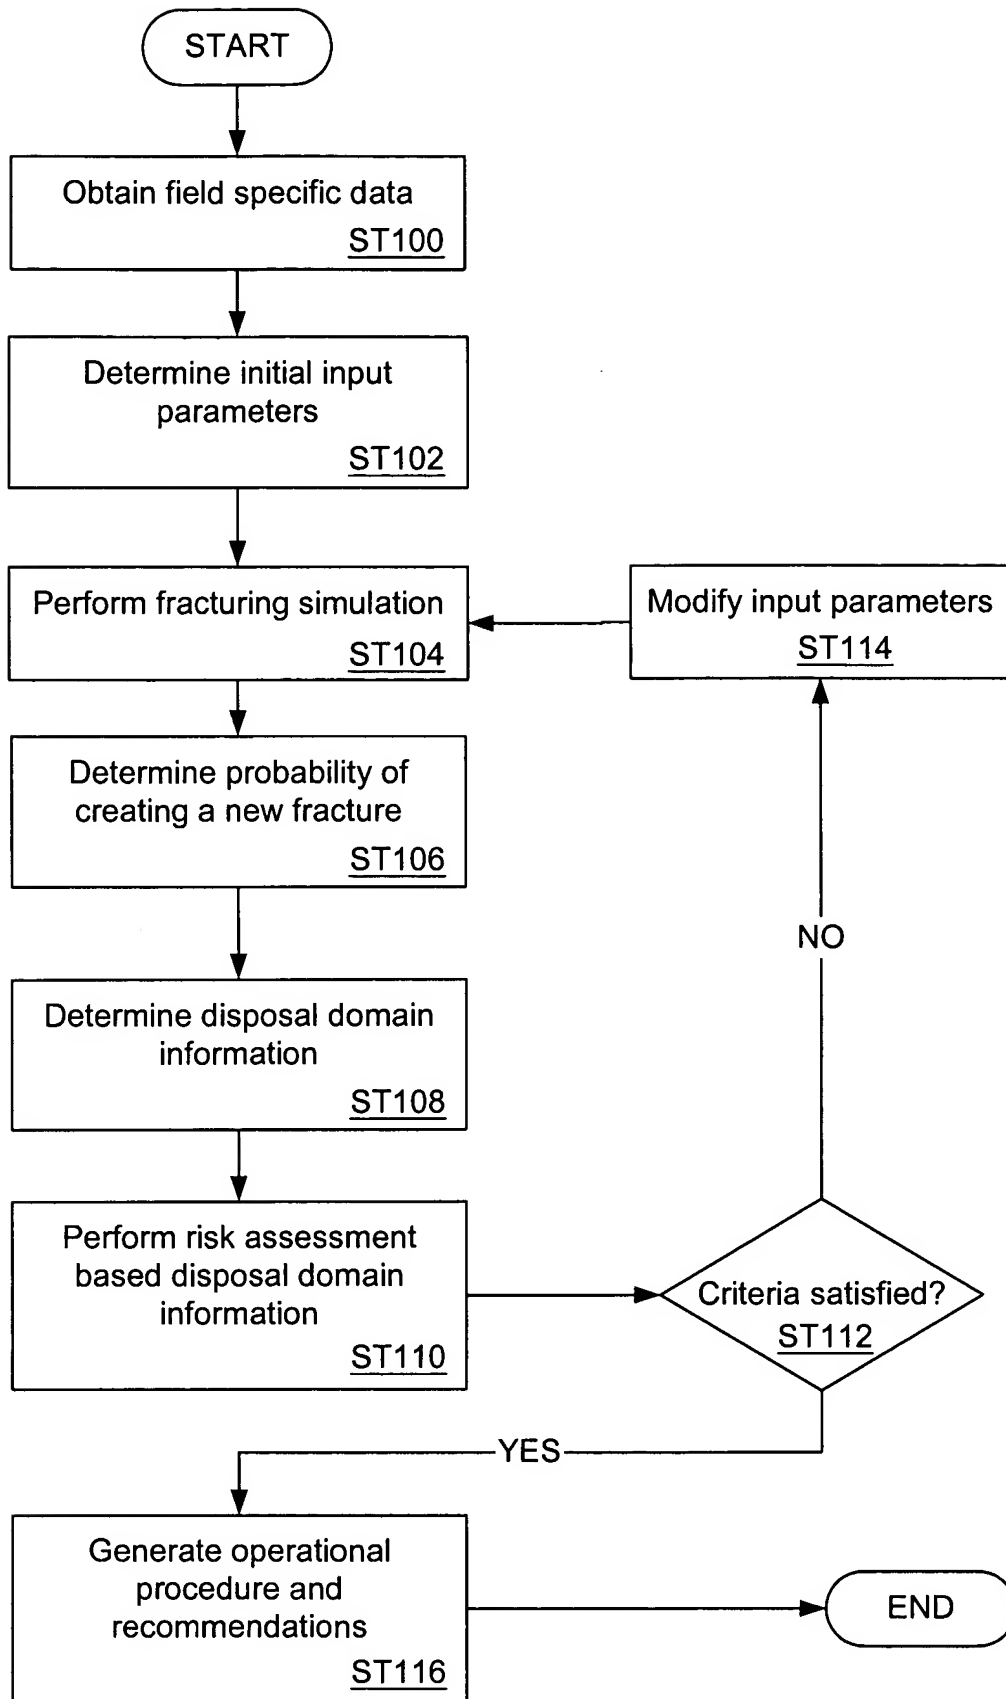 START
Obtain field specific data
ST100
Determine initial input
parameters
ST102
Perform fracturing simulation
ST104
Modify input parameters
ST114
Determine probability of
creating a new fracture
ST106
NO
Determine disposal domain
information
ST108
Perform risk assessment
based disposal domain
information
ST110
Criteria satisfied?
ST112
YES
Generate operational
procedure and
recommendations
ST116
END